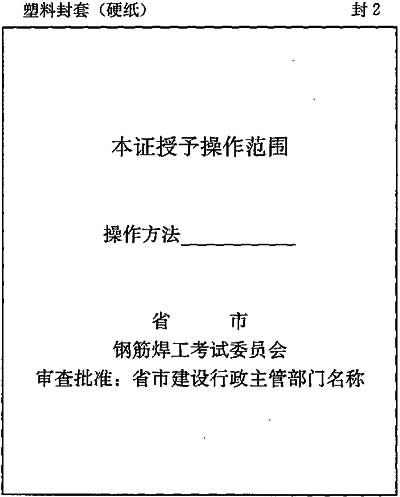 塑料封套（硬纸） 封2
本证授予操作范围
操作方法__________
省 市
钢筋焊工考试委员会
审查批准：省市建设行政主管部门名称